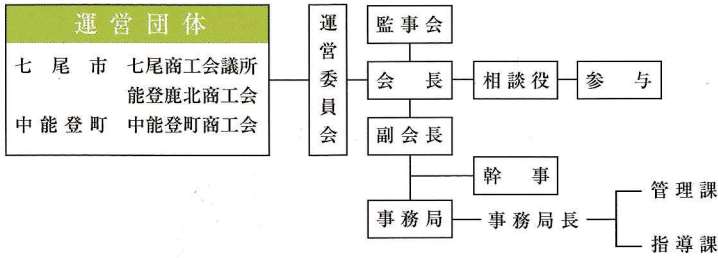 運営団体
七尾市 七尾商工会議所
能登鹿北商工会
中能登町 中能登町商工会
運営委員会
監事会
会長
相談役
参与
副会長
幹事
事務局
事務局長
管理課
指導課